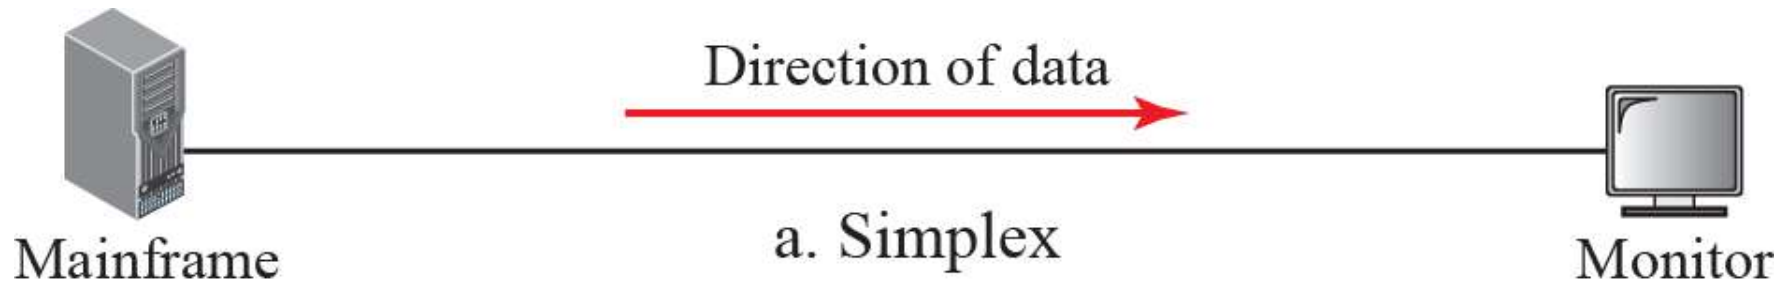 Direction of data
a. Simplex
Mainframe
Monitor